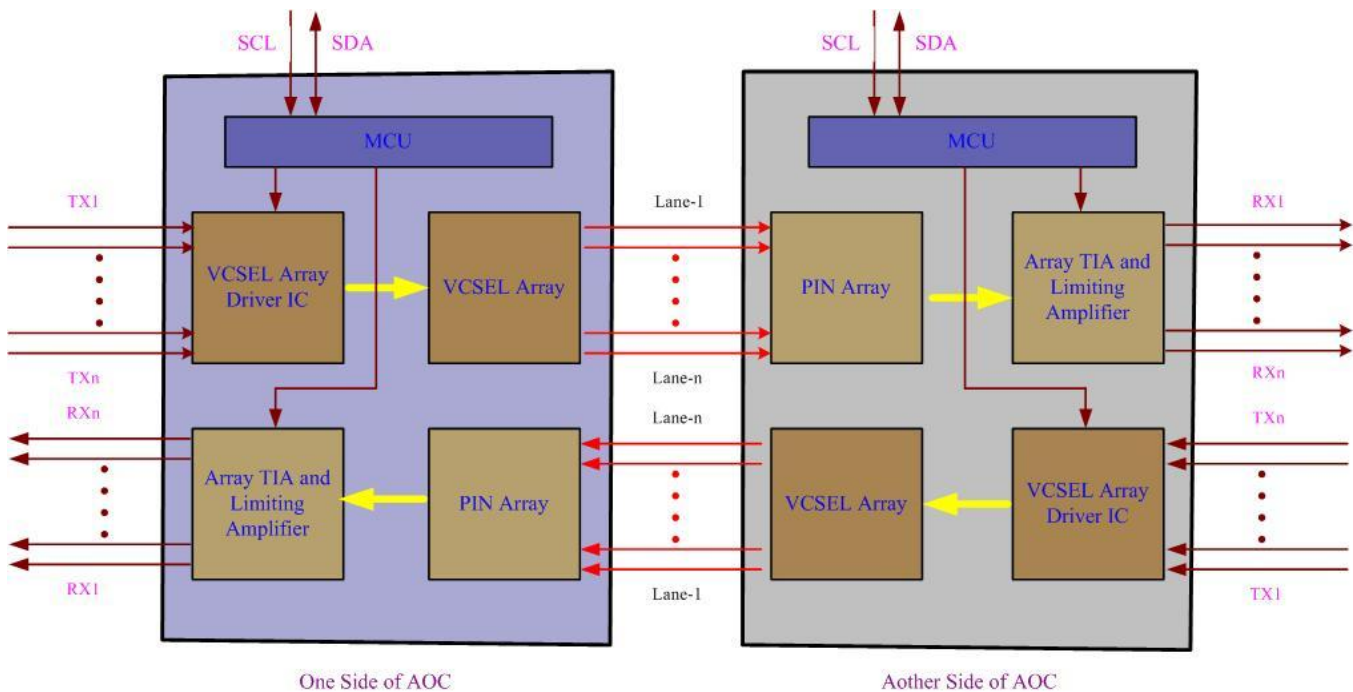 SCL
SDA
SCL
SDA
MCU
MCU
TX1
Lane-1
RX1
VCSEL Array
Driver IC
VCSEL Array
PIN Array
Array TIA and
Limiting
Amplifier
TXn
Lane-n
RXn
RXn
Lane-n
TXn
Array TIA and
Limiting
Amplifier
PIN Array
VCSEL Array
VCSEL Array
Driver IC
RX1
Lane-1
TX1
One Side of AOC
Aother Side of AOC